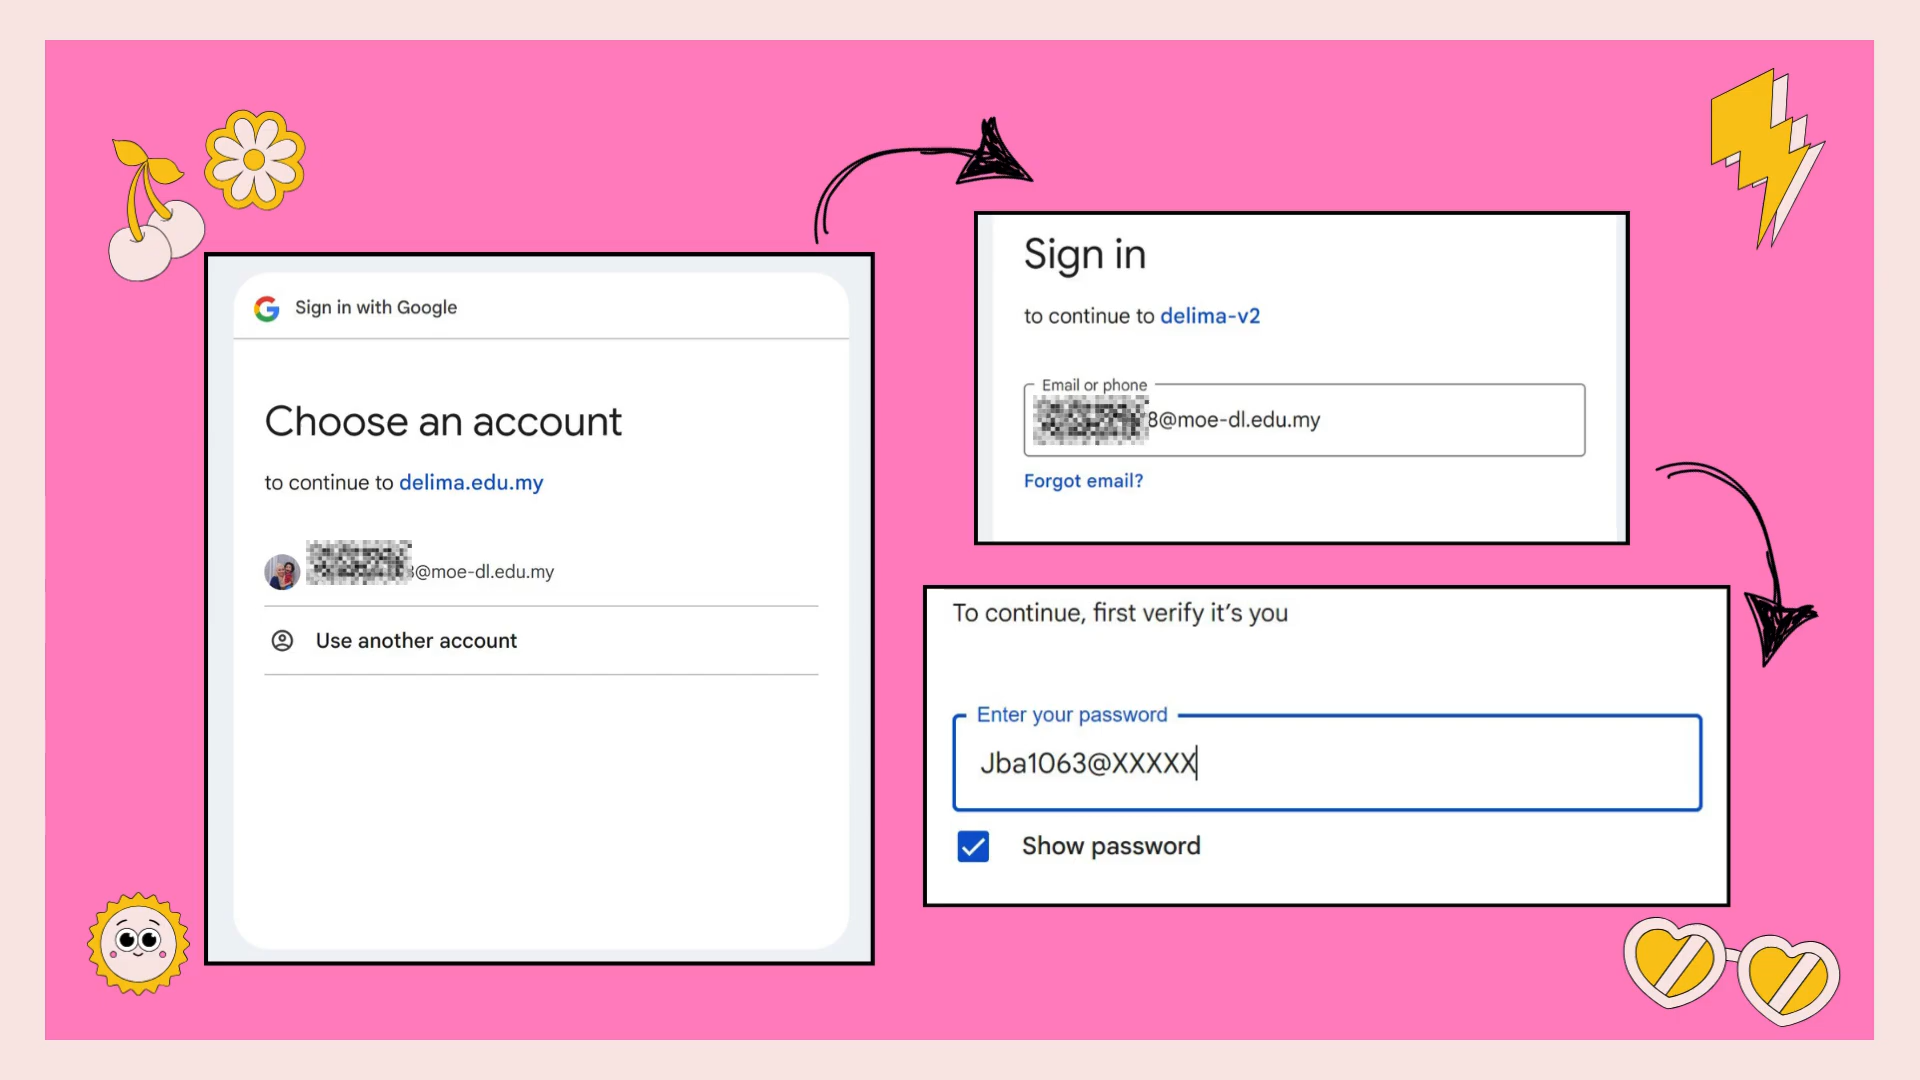 Sign in with Google
Choose an account
to continue to delima.edu.my
@moe-dl.edu.my
Use another account
Sign in
to continue to delima-v2
Email or phone
8@moe-dl.edu.my
Forgot email?
To continue, first verify it's you
Enter your password
Jba1063@XXXXX
Show password